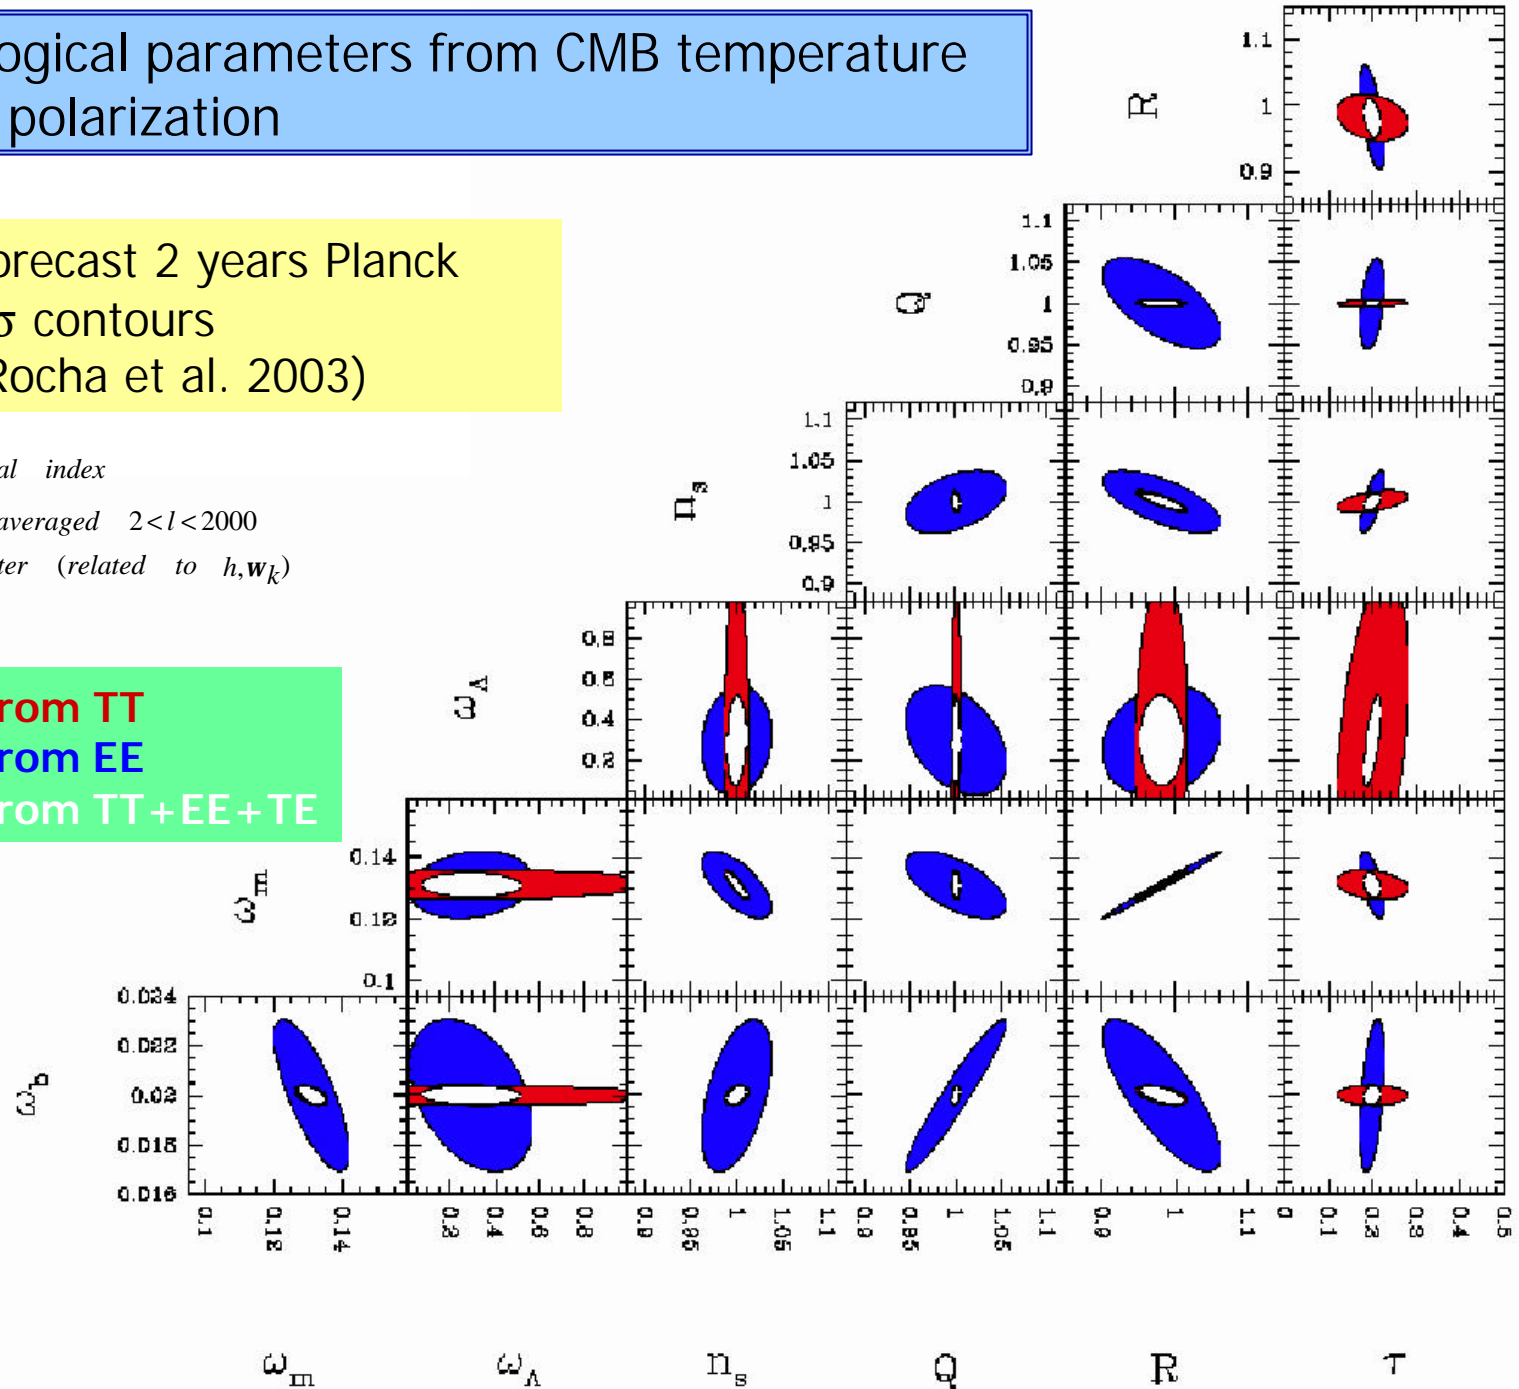 ogical parameters from CMB temperature
polarization
orecast 2 years Planck
σ contours
Rocha et al. 2003)
al index
averaged 2<l<2000
ter (related to h,w_k)
rom TT
rom EE
rom TT+EE+TE
R
1.1
1
0.9
Q
1.1
1.05
1
0.95
0.9
n_s
1.1
1.05
1
0.95
0.9
ω_Λ
0.8
0.6
0.4
0.2
ω_m
0.14
0.12
0.1
ω_b
0.024
0.022
0.02
0.018
0.016
0.1 0.12 0.14
0.2 0.4 0.6 0.8
0.9 0.95 1 1.05 1.1
0.9 0.95 1 1.05 1.1
0.9 1 1.1
0 0.1 0.2 0.3 0.4 0.5
ω_m ω_Λ n_s Q R τ